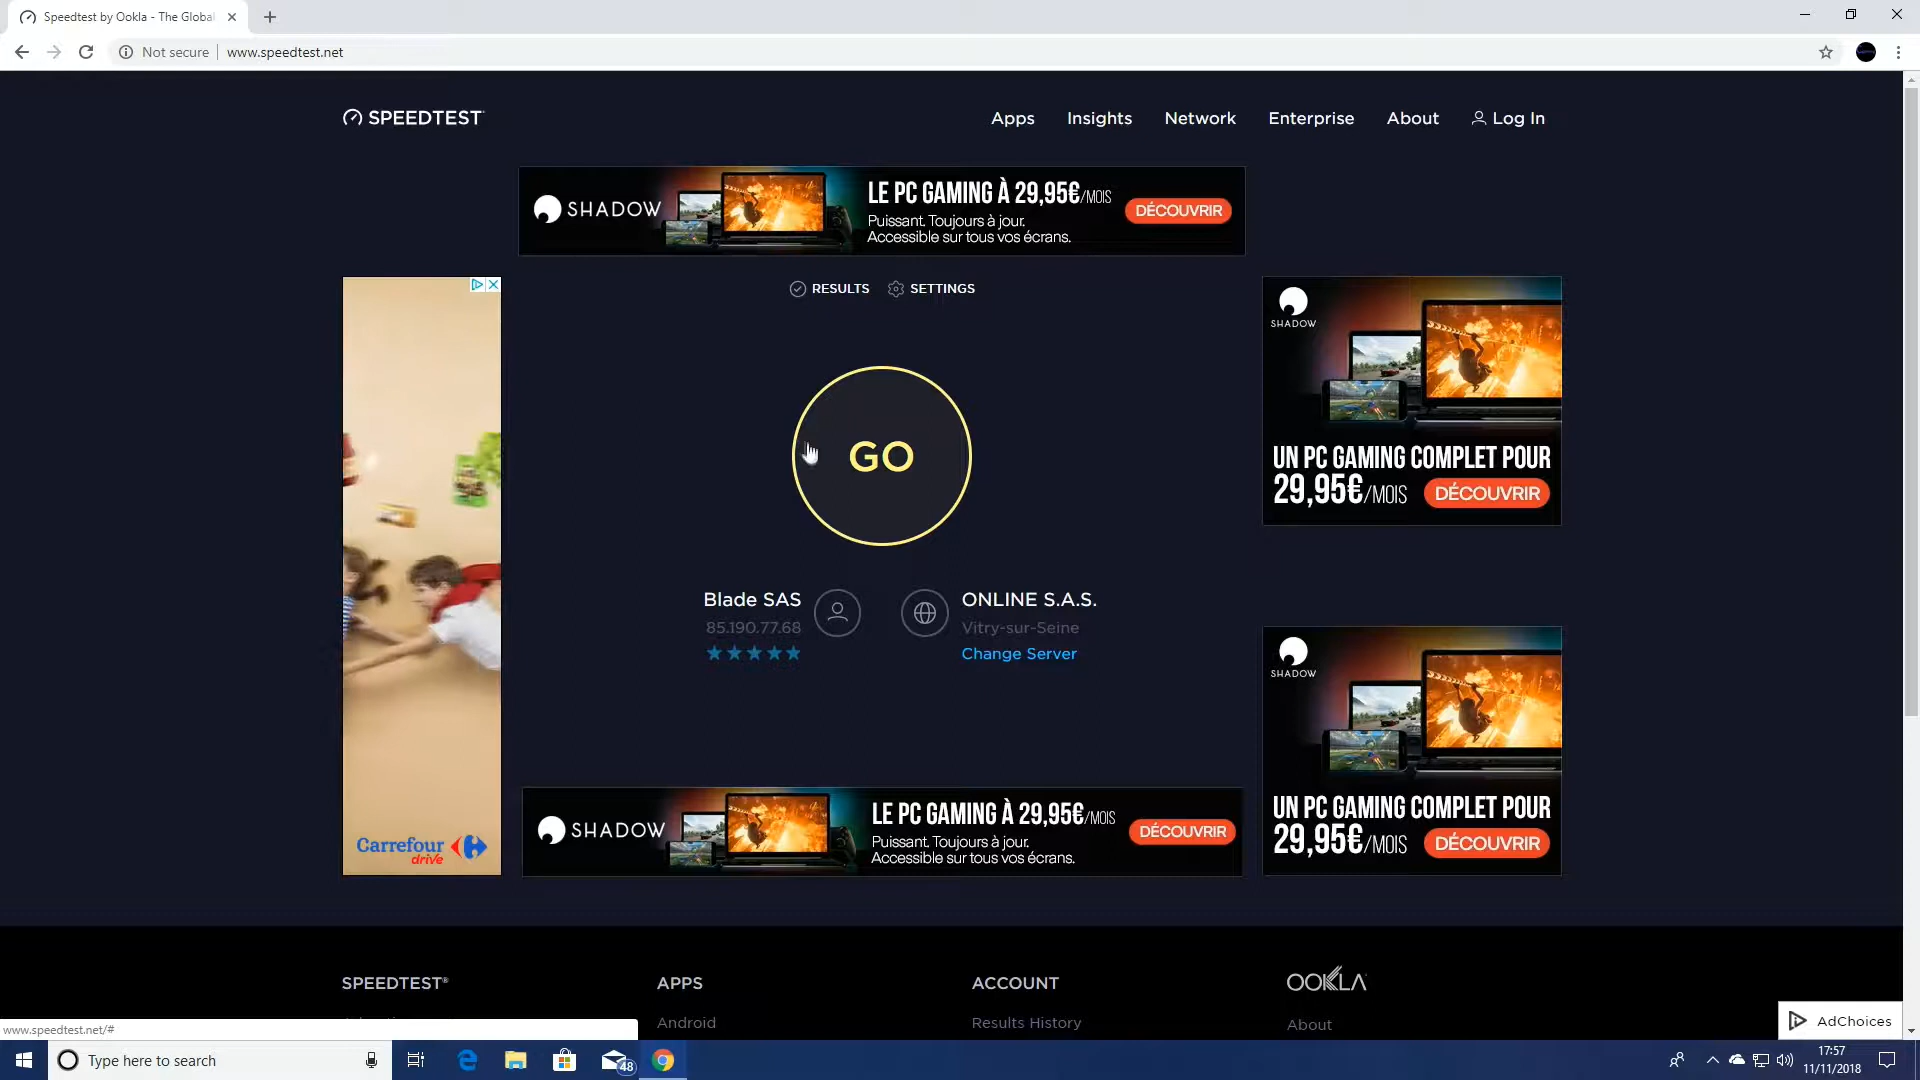 Speedtest by Ookla - The Global
Not secure
www.speedtest.net
SPEEDTEST
Apps
Insights
Network
Enterprise
About
Log In
SHADOW
LE PC GAMING À 29,95€/MOIS
Puissant. Toujours à jour.
Accessible sur tous vos écrans.
DÉCOUVRIR
RESULTS
SETTINGS
SHADOW
UN PC GAMING COMPLET POUR
29,95€/MOIS
DÉCOUVRIR
GO
Blade SAS
85.190.77.68
ONLINE S.A.S.
Vitry-sur-Seine
Change Server
SHADOW
UN PC GAMING COMPLET POUR
29,95€/MOIS
DÉCOUVRIR
Carrefour
drive
SHADOW
LE PC GAMING À 29,95€/MOIS
Puissant. Toujours à jour.
Accessible sur tous vos écrans.
DÉCOUVRIR
SPEEDTEST®
APPS
Android
ACCOUNT
Results History
OOKLA
About
AdChoices
www.speedtest.net/#
Type here to search
48
17:57
11/11/2018